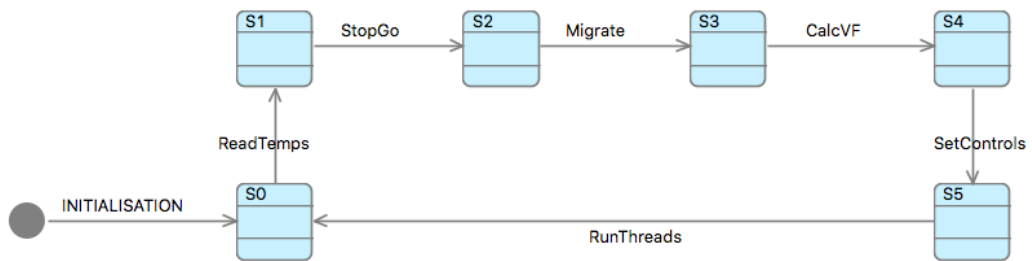 S1
StopGo
S2
Migrate
S3
CalcVF
S4
ReadTemps
SetControls
INITIALISATION
S0
S5
RunThreads